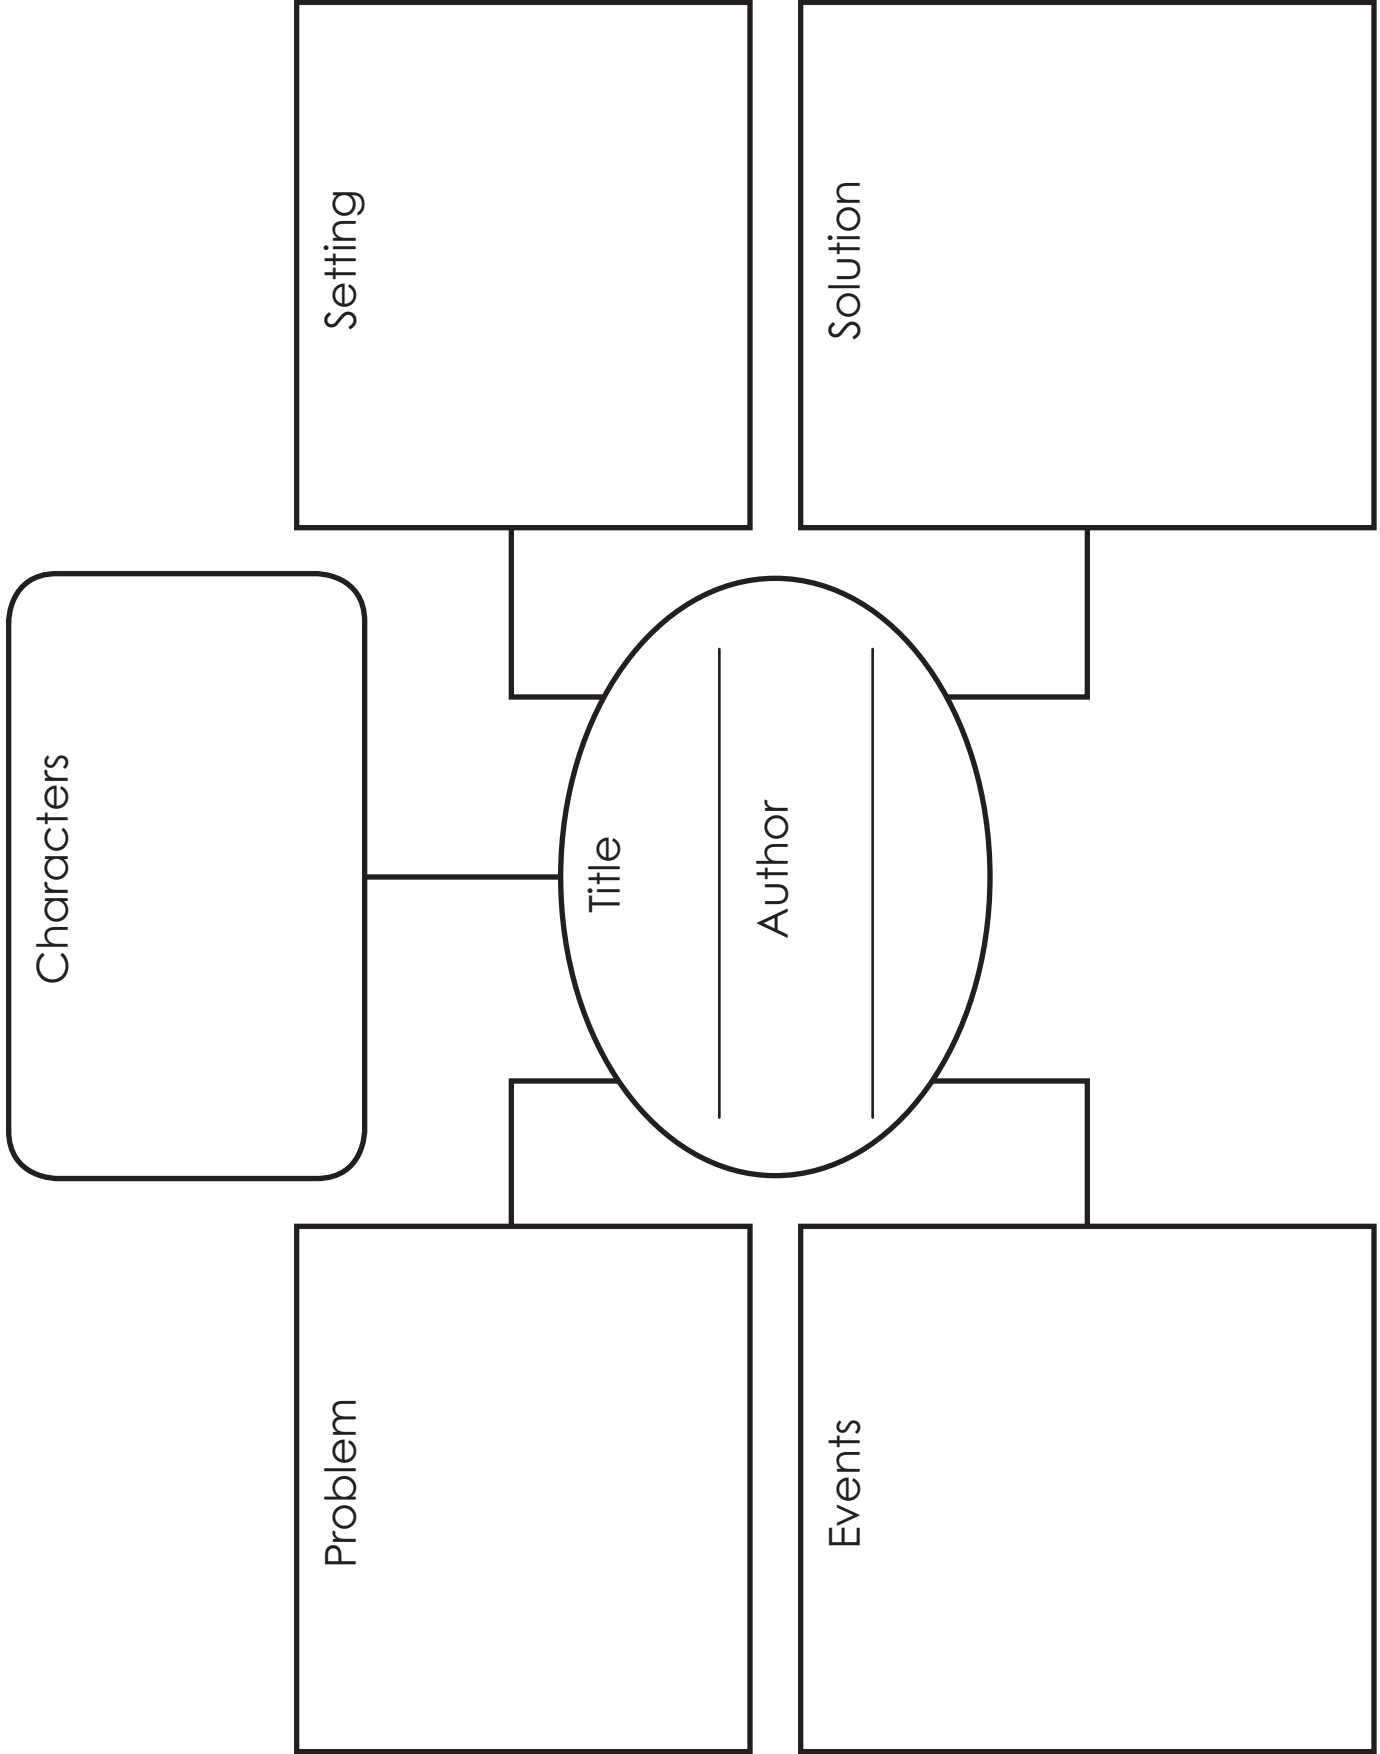 Characters
Problem
Setting
Title
Author
Events
Solution